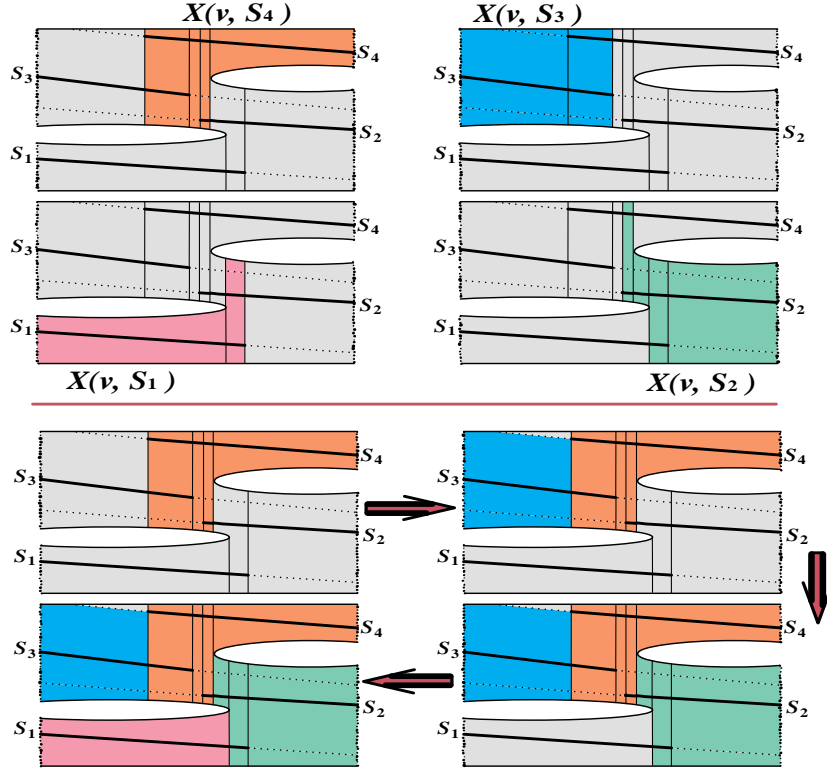 X(v, S₄) X(v, S₃)
S₃ S₄ S₃ S₄
S₁ S₂ S₁ S₂
S₃ S₄ S₃ S₄
S₁ S₂ S₁ S₂
X(v, S₁) X(v, S₂)
S₃ S₄ S₃ S₄
S₁ S₂ S₁ S₂
S₃ S₄ S₃ S₄
S₁ S₂ S₁ S₂